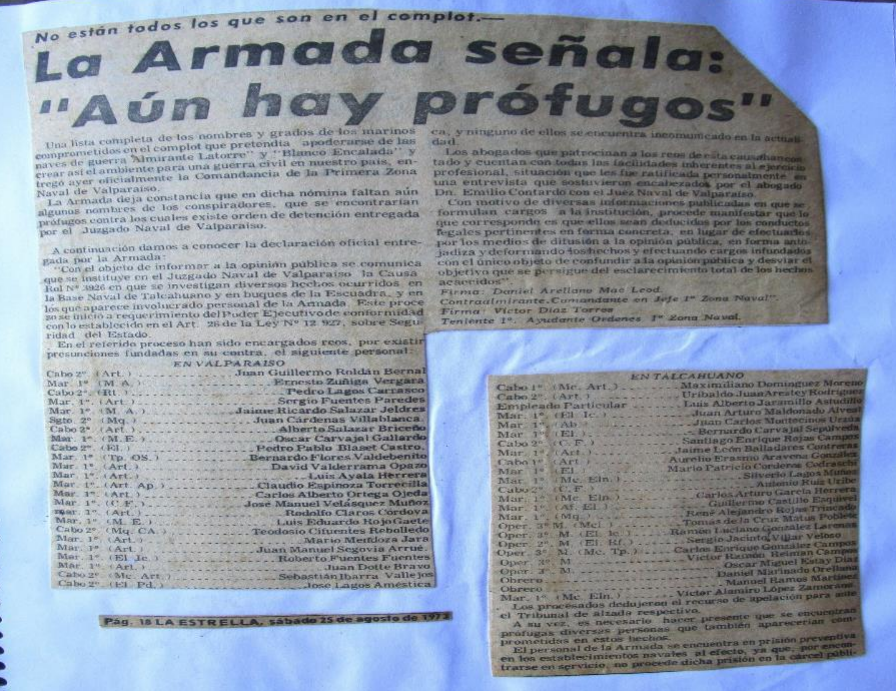 No están todos los que son en el complot.—
La Armada señala:
"Aún hay prófugos"
Una lista completa de los nombres y grados de los marinos
comprometidos en el complot que pretendía apoderarse de las
naves de guerra "Almirante Latorre" y "Blanco Encalada" y
crear así el ambiente para una guerra civil en nuestro país, en-
tregó ayer oficialmente la Comandancia de la Primera Zona
Naval de Valparaíso.
La Armada deja constancia que en dicha nómina faltan aún
algunos nombres de los conspiradores, que se encontrarían
prófugos contra los cuales existe orden de detención entregada
por el Juzgado Naval de Valparaíso.
A continuación damos a conocer la declaración oficial entre-
gada por la Armada:
"Con el objeto de informar a la opinión pública se comunica
que se instituye en el Juzgado Naval de Valparaíso la Causa
Rol Nº 3926 en que se investigan diversos hechos ocurridos en
la Base Naval de Talcahuano y en buques de la Escuadra, y en
los que aparece involucrado personal de la Armada. Este proce
so se inició a requerimiento del Poder Ejecutivo de conformidad
con lo establecido en el Art. 26 de la Ley Nº 12.927, sobre Segu
ridad del Estado.
En el referido proceso han sido encargados reos, por existir
presunciones fundadas en su contra, el siguiente personal:
EN VALPARAISO
Cabo 2º (Art.) Juan Guillermo Roldán Bernal
Mar. 1º (M.A.) Ernesto Zuñiga Vergara
Cabo 2º (Rl.) Pedro Lagos Carrasco
Mar. 1º (Art.) Sergio Fuentes Paredes
Mar. 1º (M.A.) Jaime Ricardo Salazar Jeldres
Sgto. 2º (Mq.) Juan Cárdenas Villablanca
Cabo 2º (Art.) Alberto Salazar Briceño
Mar. 1º (M.E.) Oscar Carvajal Gallardo
Cabo 2º (El.) Pedro Pablo Blaset Castro
Mar. 1º (Tp. OS.) Bernardo Flores Valdebenito
Mar. 1º (Art.) David Valderrama Opazo
Mar. 1º (Art.) Luis Ayala Herrera
Mar. 1º (Art. Ap.) Claudio Espinoza Torrecilla
Mar. 1º (Art.) Carlos Alberto Ortega Ojeda
Mar. 1º (C.F.) José Manuel Velásquez Muñoz
Mar. 1º (Art.) Rodolfo Claros Córdova
Mar. 1º (M.E.) Luis Eduardo Rojo Gaete
Cabo 2º (Mq. CA.) Teodosio Cifuentes Rebolledo
Mar. 1º (Art.) Mario Mendoza Jara
Mar. 1º (Art.) Juan Manuel Segovia Arrué
Mar. 1º (El. Je.) Roberto Fuentes Fuentes
Mar. 1º (Art.) Juan Dotte Bravo
Cabo 2º (Mc. Art.) Sebastián Ibarra Vallejos
Cabo 2º (El. Pd.) José Lagos Améstica
Pág. 18 LA ESTRELLA, sábado 25 de agosto de 1973
ca, y ninguno de ellos se encuentra incomunicado en la actuali
dad.
Los abogados que patrocinan a los reos de esta causa han con
tado y cuentan con todas las facilidades inherentes al ejercicio
profesional, situación que les fue ratificada personalmente en
una entrevista que sostuvieron encabezados por el abogado
Dn. Emilio Contardo con el Juez Naval de Valparaíso.
Con motivo de diversas informaciones publicadas en que se
formulan cargos a la institución, procede manifestar que lo
que corresponde es que ellos sean deducidos por los conductos
legales pertinentes en forma concreta, en lugar de efectuarlos
por los medios de difusión a la opinión pública, en forma anto-
jadiza y deformando los hechos y efectuando cargos infundados
con el único objeto de confundir a la opinión pública y desviar el
objetivo que se persigue del esclarecimiento total de los hechos
acaecidos".
Firma: Daniel Arellano Mac Leod.
Contraalmirante. Comandante en Jefe 1ª Zona Naval".
Firma: Víctor Díaz Torres
Teniente 1º. Ayudante Ordenes 1ª Zona Naval.
EN TALCAHUANO
Cabo 1º (Mc. Art.) Maximiliano Domínguez Moreno
Cabo 2º (Art.) Uribaldo Juan Arstey Rodríguez
Empleado Particular Luis Alberto Jaramillo Astudillo
Mar. 1º (El. Ic.) Juan Arturo Maldonado Alveal
Mar. 1º (Ab.) Juan Carlos Montecinos Urzúa
Mar. 1º (El.) Bernardo Carvajal Sepúlveda
Cabo 2º (C.F.) Santiago Enrique Rojas Campos
Mar. 1º (Art.) Jaime León Balladares Contreras
Cabo 1º (Art.) Aurelio Erasmo Aravena González
Mar. 1º (El.) Mario Patricio Cordero
Mar. 1º (Mc. Eln.) Silverio Lagos Muñoz
Cabo 2º (C.F.) Antonio Ruiz Uribe
Mar. 1º (Mc. Eln.) Carlos Arturo García Herrera
Mar. 1º (Af. El.) Guillermo Castillo Esquivel
Mar. 1º (Mq.) René Alejandro Rojas Troncoso
Oper. 3º M. (Mcl.) Tomás de la Cruz Matus Poblete
Oper. 3º M. (El. Ic.) Ramón Luciano González Larenas
Oper. 2º M. (El. Rf.) Sergio Jacinto Villar Veloso
Oper. 3º M. (Mc. Tp.) Carlos Enrique González Campos
Oper. 3º M. Víctor Ramón Reiman Campos
Oper. 3º M. Oscar Miguel Estay Díaz
Obrero Daniel Marinado Orellana
Obrero Manuel Ramos Martínez
Mar. 1º (Mc. Eln.) Víctor Alamiro López Zambrano.
Los procesados dedujeron el recurso de apelación para ante
el Tribunal de alzada respectivo.
A su vez, es necesario hacer presente que se encuentran
prófugas diversas personas que también aparecerían com-
prometidas en estos hechos.
El personal de la Armada se encuentra en prisión preventiva
en los establecimientos navales al efecto, ya que, por encon-
trarse en servicio, no procede dicha prisión en la cárcel públi-